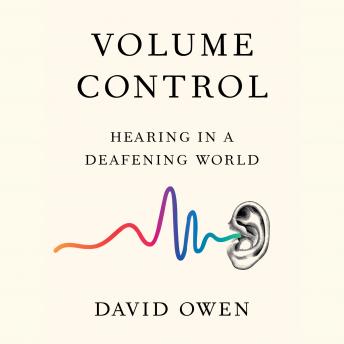 VOLUME
CONTROL
HEARING IN A
DEAFENING WORLD
DAVID OWEN